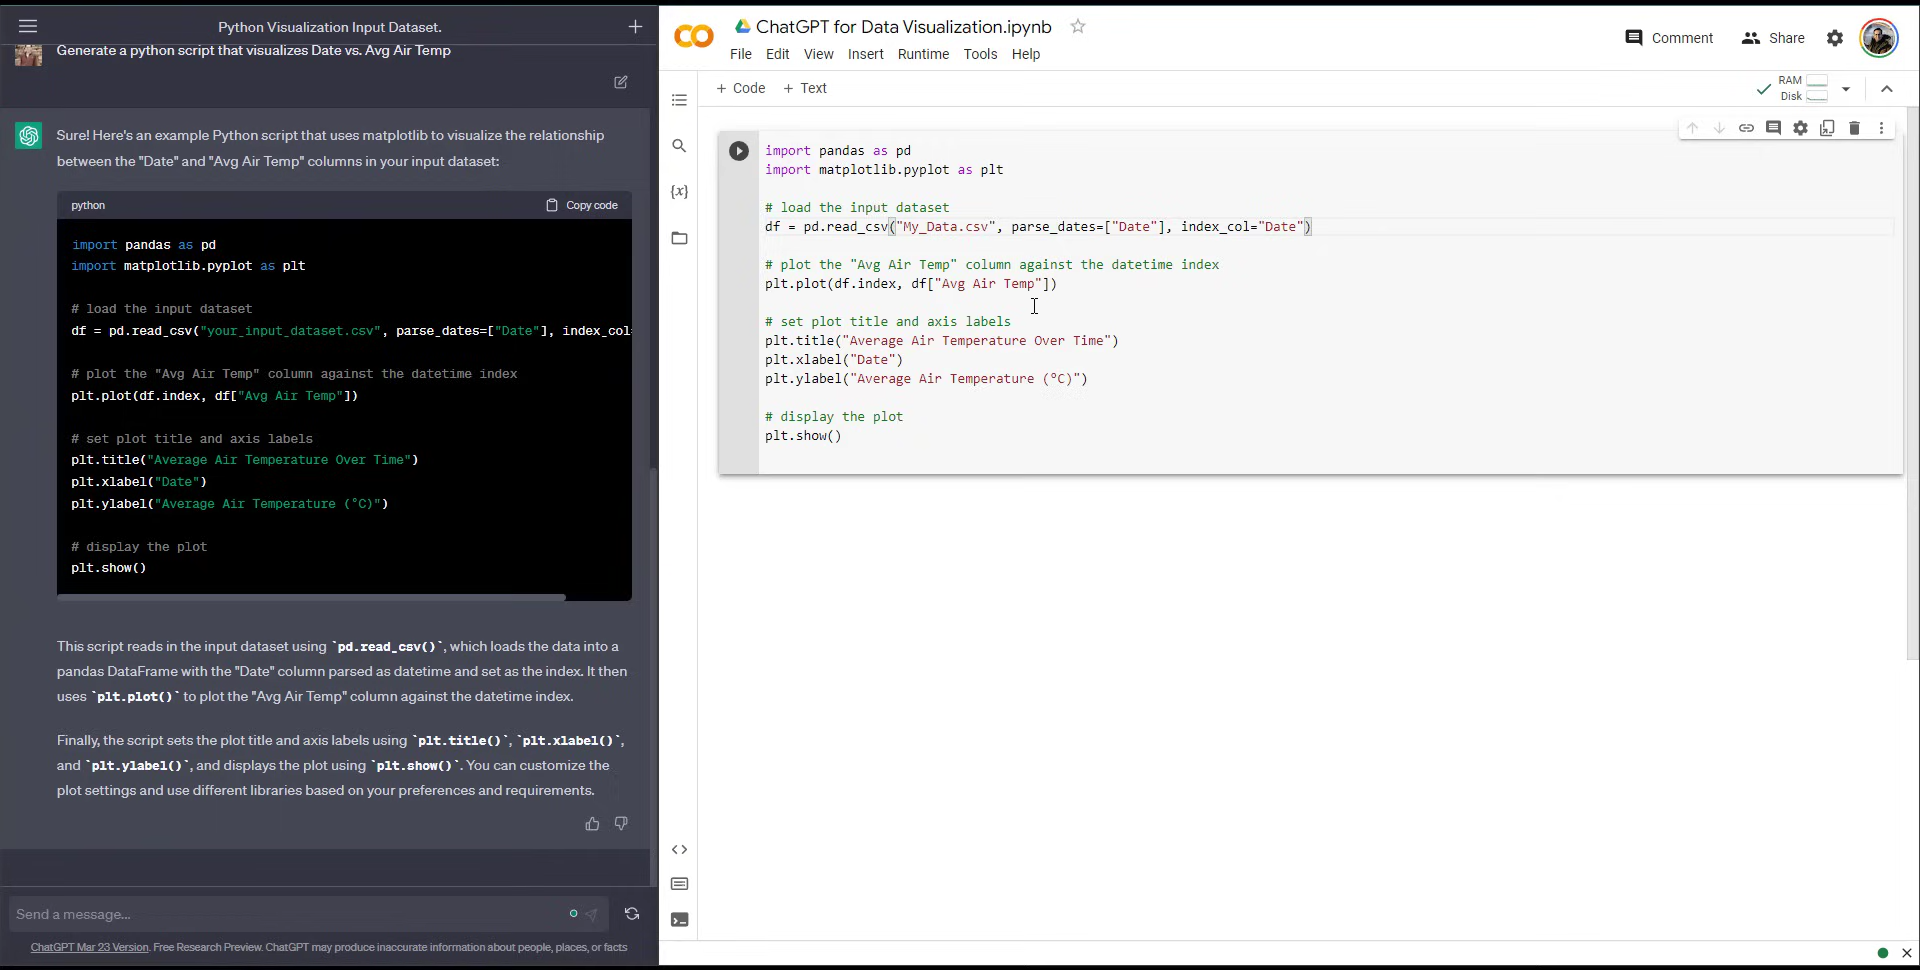 Python Visualization Input Dataset.
Generate a python script that visualizes Date vs. Avg Air Temp
Sure! Here's an example Python script that uses matplotlib to visualize the relationship
between the "Date" and "Avg Air Temp" columns in your input dataset:
python
Copy code
import pandas as pd
import matplotlib.pyplot as plt
# load the input dataset
df = pd.read_csv("your_input_dataset.csv", parse_dates=["Date"], index_col=
# plot the "Avg Air Temp" column against the datetime index
plt.plot(df.index, df["Avg Air Temp"])
# set plot title and axis labels
plt.title("Average Air Temperature Over Time")
plt.xlabel("Date")
plt.ylabel("Average Air Temperature (°C)")
# display the plot
plt.show()
This script reads in the input dataset using `pd.read_csv()`, which loads the data into a
pandas DataFrame with the "Date" column parsed as datetime and set as the index. It then
uses `plt.plot()` to plot the "Avg Air Temp" column against the datetime index.
Finally, the script sets the plot title and axis labels using `plt.title()`, `plt.xlabel()`,
and `plt.ylabel()`, and displays the plot using `plt.show()`. You can customize the
plot settings and use different libraries based on your preferences and requirements.
Send a message...
ChatGPT Mar 23 Version. Free Research Preview. ChatGPT may produce inaccurate information about people, places, or facts
ChatGPT for Data Visualization.ipynb
File Edit View Insert Runtime Tools Help
Comment
Share
+ Code + Text
RAM
Disk
{x}
import pandas as pd
import matplotlib.pyplot as plt
# load the input dataset
df = pd.read_csv("My_Data.csv", parse_dates=["Date"], index_col="Date")
# plot the "Avg Air Temp" column against the datetime index
plt.plot(df.index, df["Avg Air Temp"])
# set plot title and axis labels
plt.title("Average Air Temperature Over Time")
plt.xlabel("Date")
plt.ylabel("Average Air Temperature (°C)")
# display the plot
plt.show()